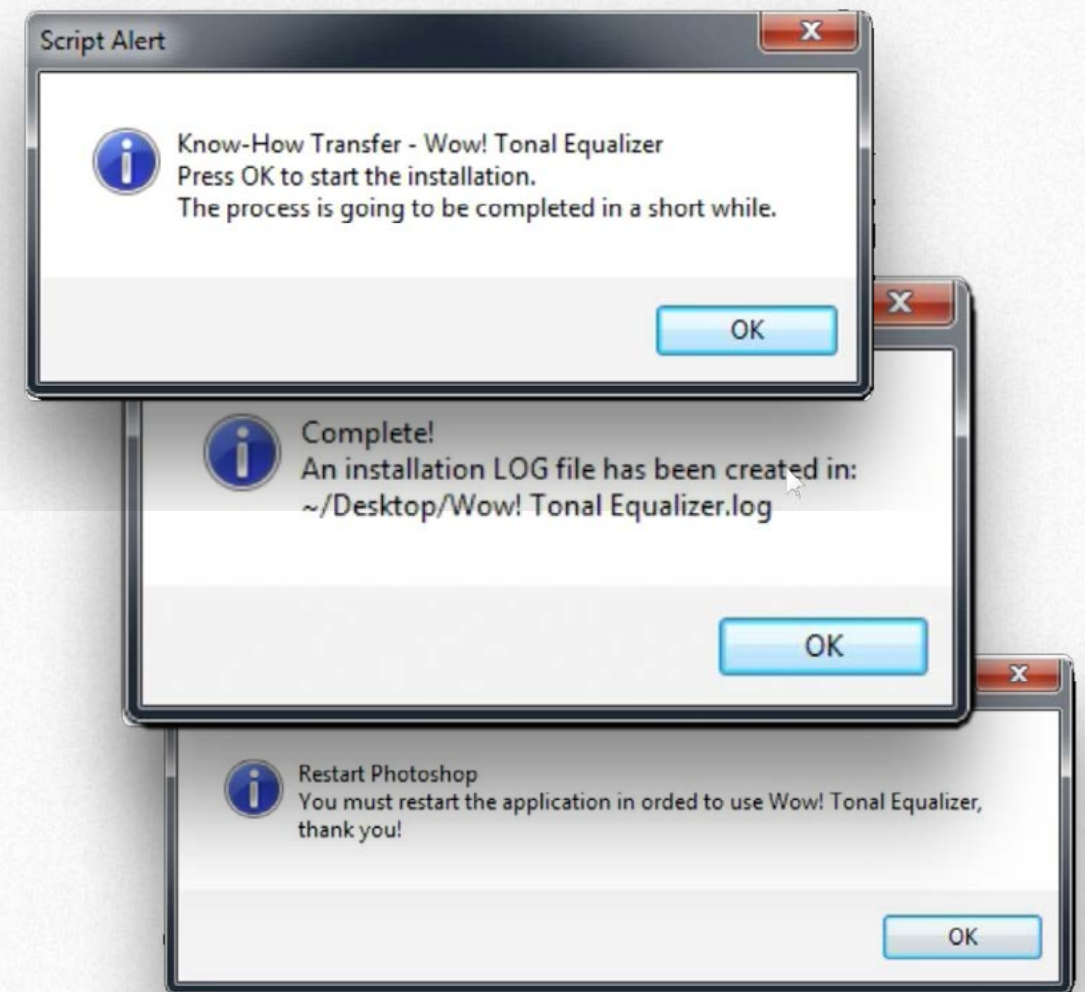 Script Alert
Know-How Transfer - Wow! Tonal Equalizer
Press OK to start the installation.
The process is going to be completed in a short while.
OK
Complete!
An installation LOG file has been created in:
~/Desktop/Wow! Tonal Equalizer.log
OK
Restart Photoshop
You must restart the application in orded to use Wow! Tonal Equalizer,
thank you!
OK